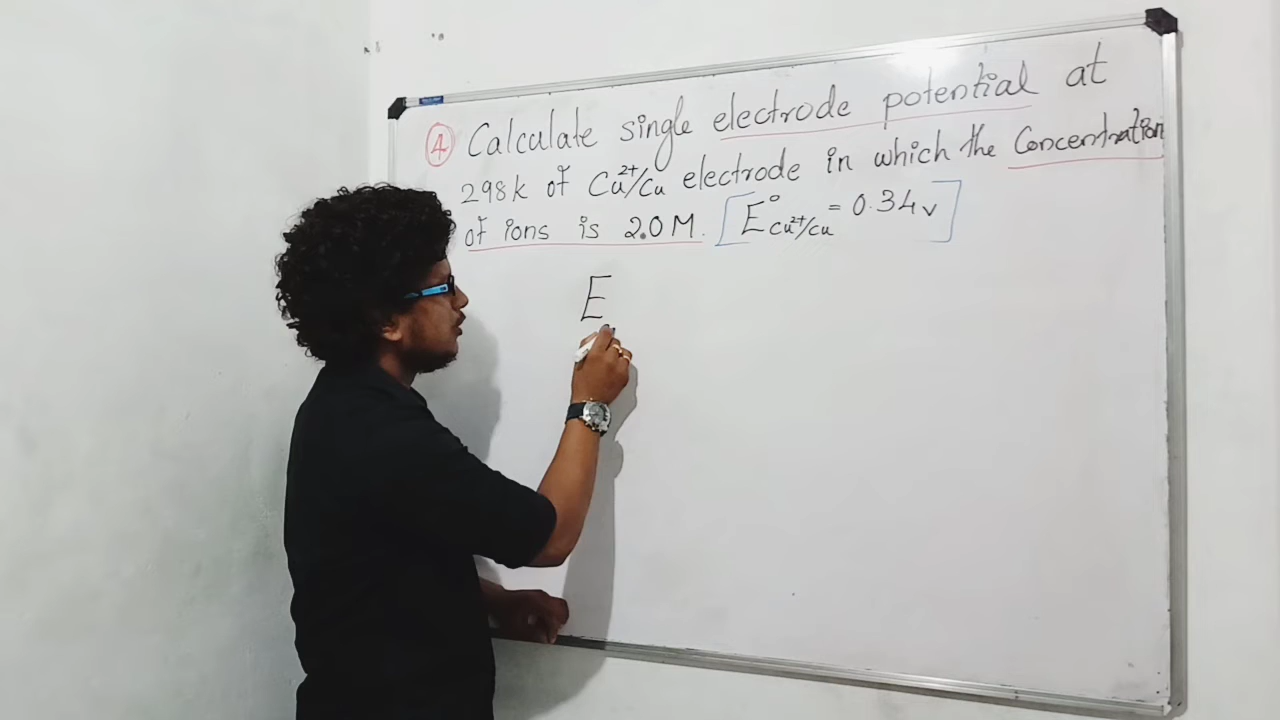 ④ Calculate single electrode potential at
298k of Cu²⁺/Cu electrode in which the Concentration
of ions is 2.0 M. [E°Cu²⁺/Cu = 0.34 v]
E